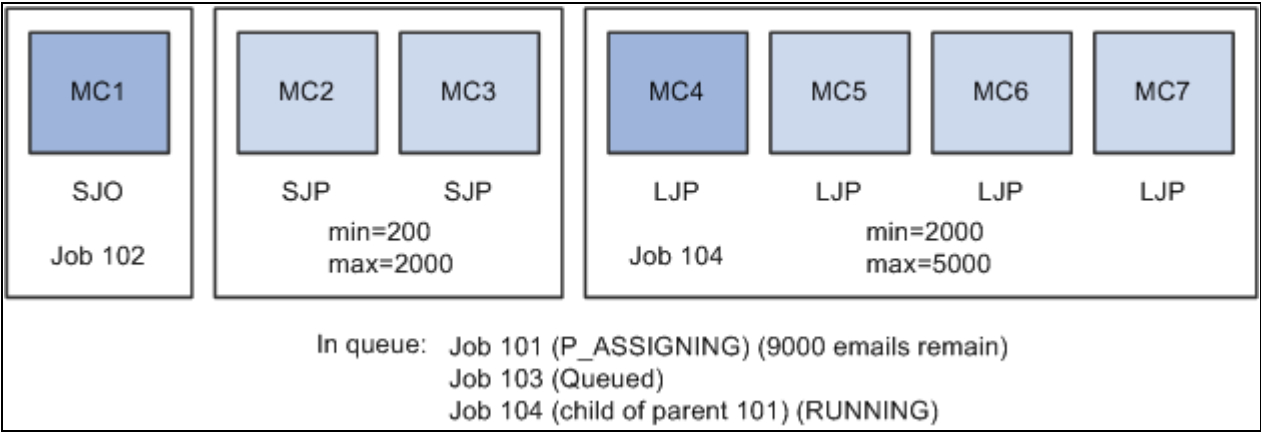 MC1 MC2 MC3 MC4 MC5 MC6 MC7
SJO SJP SJP LJP LJP LJP LJP
Job 102
min=200
max=2000
Job 104
min=2000
max=5000
In queue: Job 101 (P_ASSIGNING) (9000 emails remain)
Job 103 (Queued)
Job 104 (child of parent 101) (RUNNING)